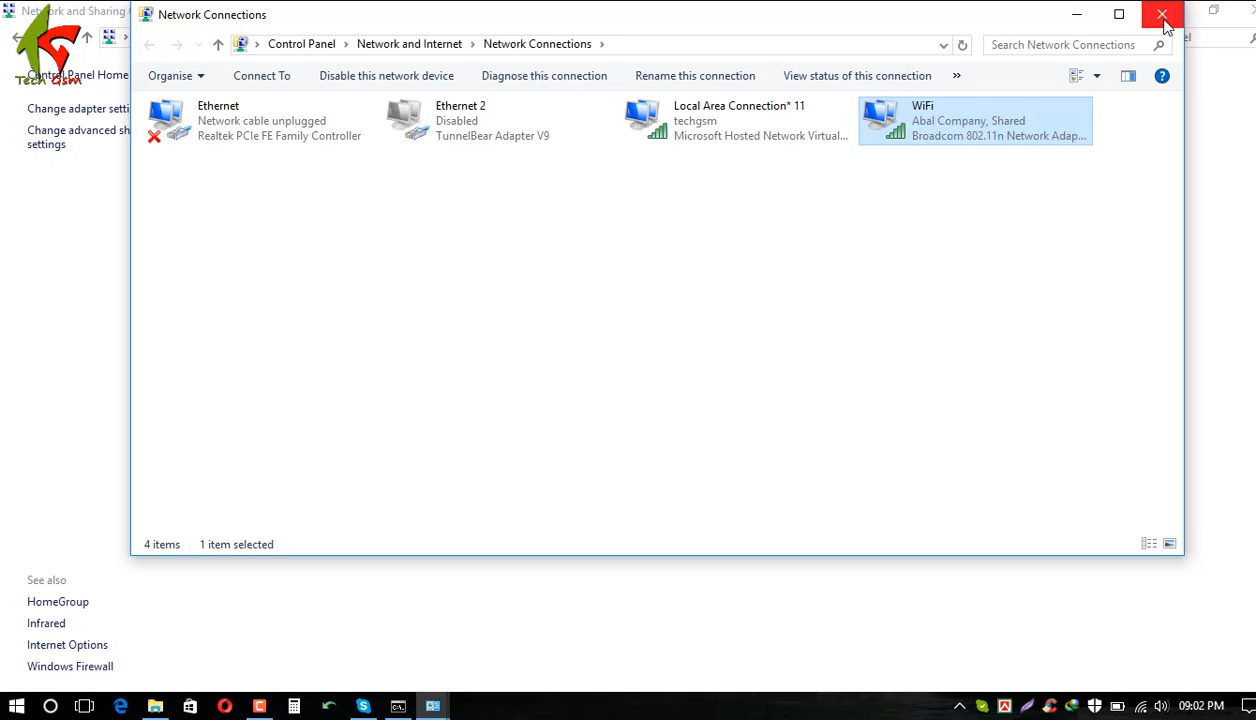 Network and Sharing
Network Connections
Tech Gsm
Control Panel Network and Internet Network Connections
Search Network Connections
Control Panel Home
Change adapter setti
Change advanced sh
settings
Organise
Connect To
Disable this network device
Diagnose this connection
Rename this connection
View status of this connection
»
Ethernet
Network cable unplugged
Realtek PCIe FE Family Controller
Ethernet 2
Disabled
TunnelBear Adapter V9
Local Area Connection* 11
techgsm
Microsoft Hosted Network Virtual...
WiFi
Abal Company, Shared
Broadcom 802.11n Network Adap...
4 items
1 item selected
See also
HomeGroup
Infrared
Internet Options
Windows Firewall
09:02 PM